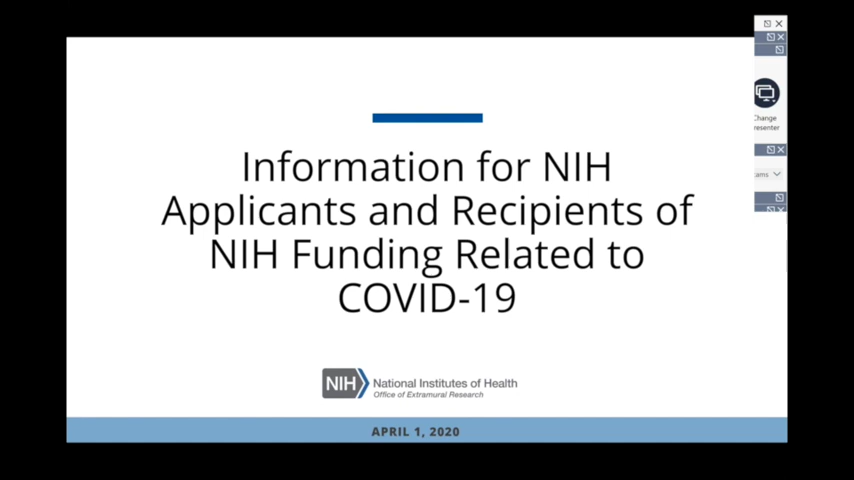 Information for NIH
Applicants and Recipients of
NIH Funding Related to
COVID-19
NIH National Institutes of Health
Office of Extramural Research
APRIL 1, 2020
Change
resenter
ams